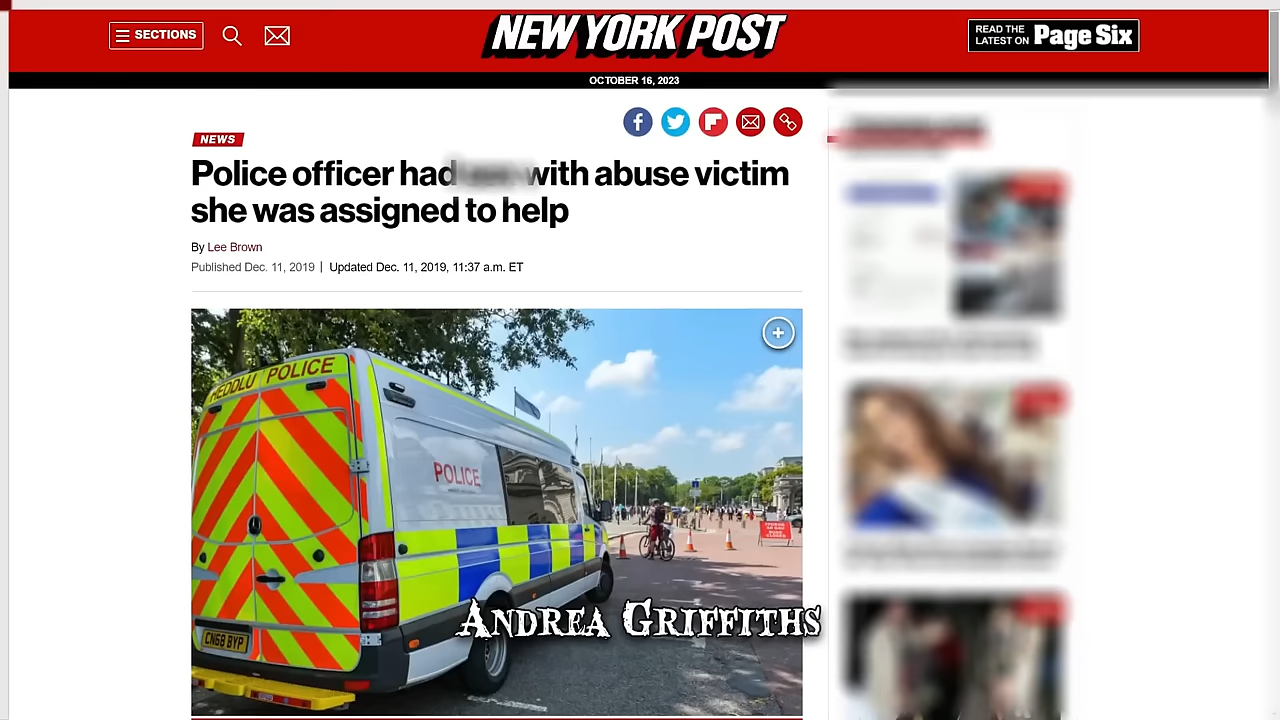 SECTIONS
NEW YORK POST
READ THE
LATEST ON Page Six
OCTOBER 16, 2023
NEWS
Police officer had with abuse victim
she was assigned to help
By Lee Brown
Published Dec. 11, 2019 | Updated Dec. 11, 2019, 11:37 a.m. ET
HEDDLU POLICE
POLICE
CN68 BYP
ANDREA GRIFFITHS